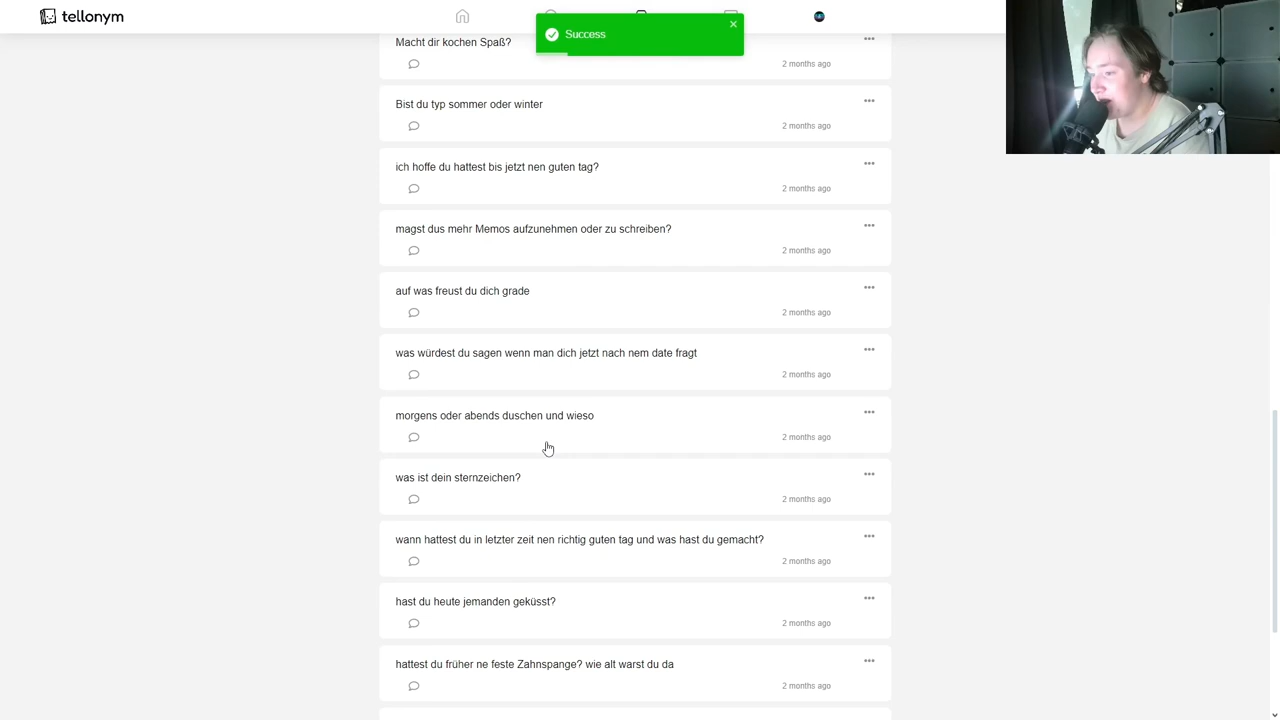 tellonym
Success
Macht dir kochen Spaß?
2 months ago
Bist du typ sommer oder winter
2 months ago
ich hoffe du hattest bis jetzt nen guten tag?
2 months ago
magst dus mehr Memos aufzunehmen oder zu schreiben?
2 months ago
auf was freust du dich grade
2 months ago
was würdest du sagen wenn man dich jetzt nach nem date fragt
2 months ago
morgens oder abends duschen und wieso
2 months ago
was ist dein sternzeichen?
2 months ago
wann hattest du in letzter zeit nen richtig guten tag und was hast du gemacht?
2 months ago
hast du heute jemanden geküsst?
2 months ago
hattest du früher ne feste Zahnspange? wie alt warst du da
2 months ago